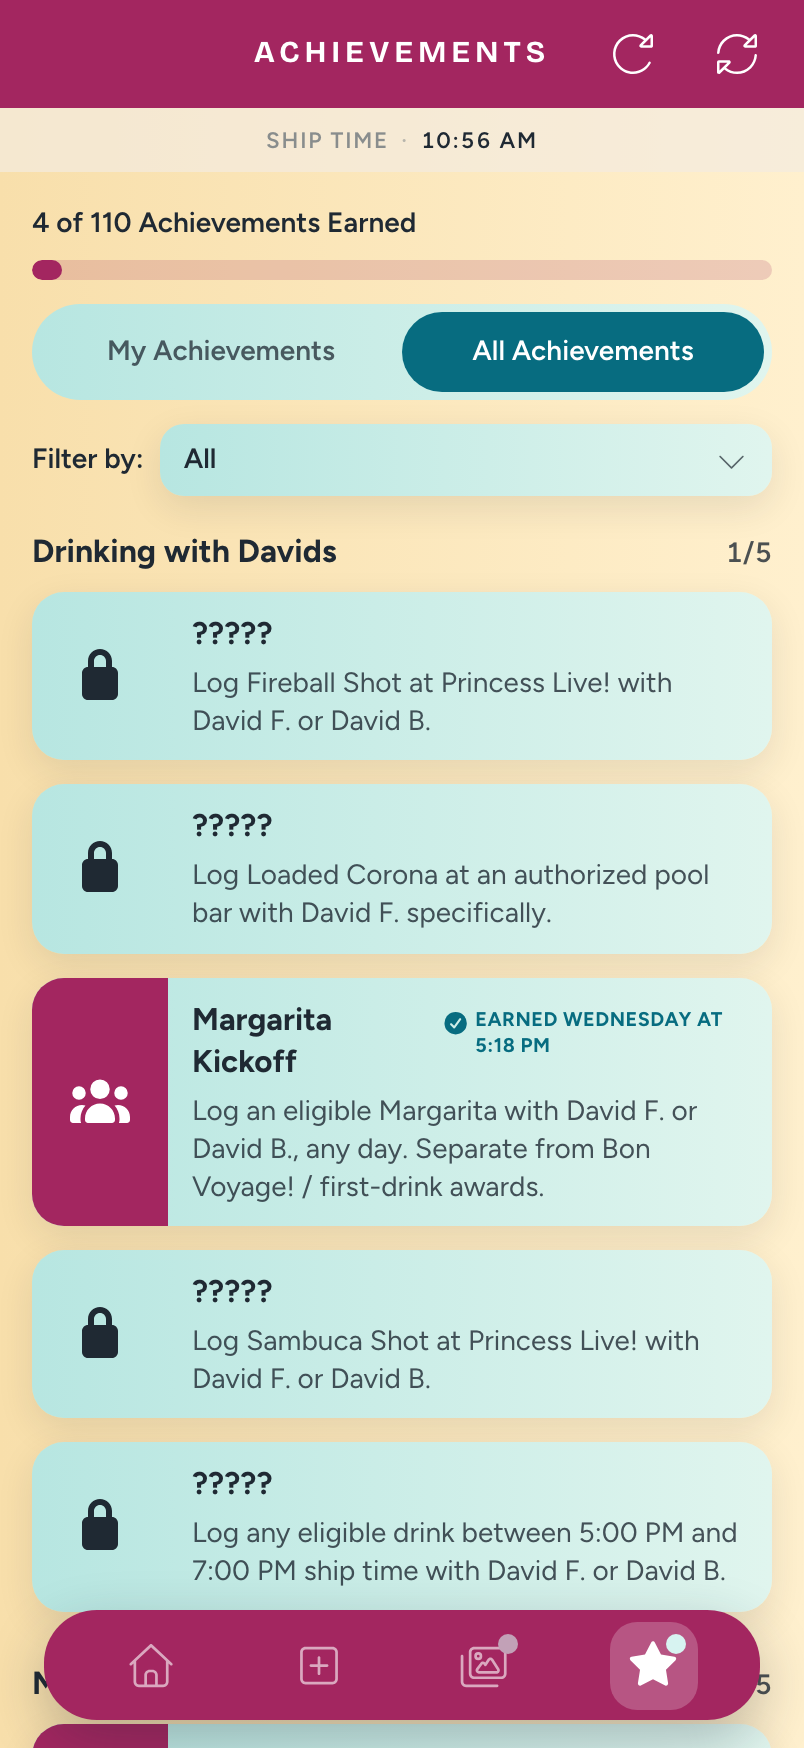 ACHIEVEMENTS
SHIP TIME · 10:56 AM
4 of 110 Achievements Earned
My Achievements
All Achievements
Filter by:
All
Drinking with Davids
1/5
?????
Log Fireball Shot at Princess Live! with
David F. or David B.
?????
Log Loaded Corona at an authorized pool
bar with David F. specifically.
Margarita
Kickoff
EARNED WEDNESDAY AT
5:18 PM
Log an eligible Margarita with David F. or
David B., any day. Separate from Bon
Voyage! / first-drink awards.
?????
Log Sambuca Shot at Princess Live! with
David F. or David B.
?????
Log any eligible drink between 5:00 PM and
7:00 PM ship time with David F. or David B.